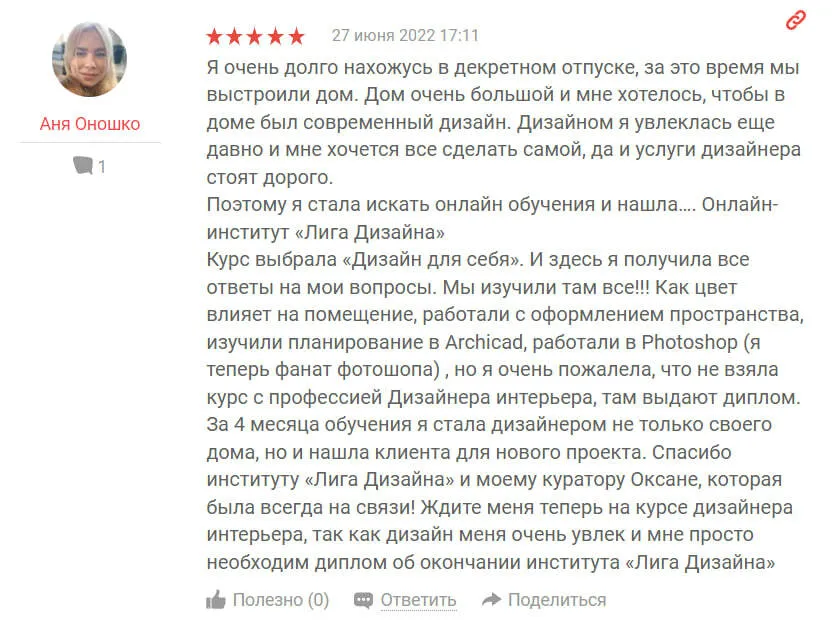 27 июня 2022 17:11
Аня Оношко
1
Я очень долго нахожусь в декретном отпуске, за это время мы
выстроили дом. Дом очень большой и мне хотелось, чтобы в
доме был современный дизайн. Дизайном я увлеклась еще
давно и мне хочется все сделать самой, да и услуги дизайнера
стоят дорого.
Поэтому я стала искать онлайн обучения и нашла…. Онлайн-
институт «Лига Дизайна»
Курс выбрала «Дизайн для себя». И здесь я получила все
ответы на мои вопросы. Мы изучили там все!!! Как цвет
влияет на помещение, работали с оформлением пространства,
изучили планирование в Archicad, работали в Photoshop (я
теперь фанат фотошопа) , но я очень пожалела, что не взяла
курс с профессией Дизайнера интерьера, там выдают диплом.
За 4 месяца обучения я стала дизайнером не только своего
дома, но и нашла клиента для нового проекта. Спасибо
институту «Лига Дизайна» и моему куратору Оксане, которая
была всегда на связи! Ждите меня теперь на курсе дизайнера
интерьера, так как дизайн меня очень увлек и мне просто
необходим диплом об окончании института «Лига Дизайна»
Полезно (0) Ответить Поделиться